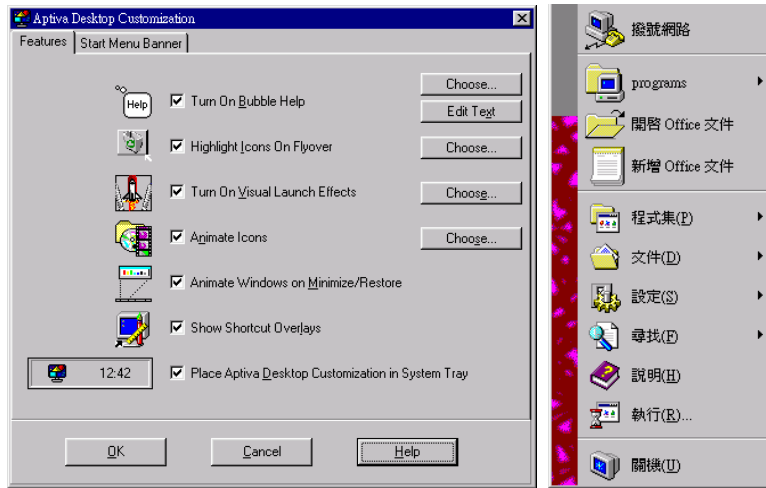 Aptiva Desktop Customization
Features
Start Menu Banner
Help
Turn On Bubble Help
Choose...
Edit Text
Highlight Icons On Flyover
Choose...
Turn On Visual Launch Effects
Choose...
Animate Icons
Choose...
Animate Windows on Minimize/Restore
Show Shortcut Overlays
12:42
Place Aptiva Desktop Customization in System Tray
OK
Cancel
Help
撥號網路
programs
開啓 Office 文件
新增 Office 文件
程式集(P)
文件(D)
設定(S)
尋找(F)
說明(H)
執行(R)...
關機(U)